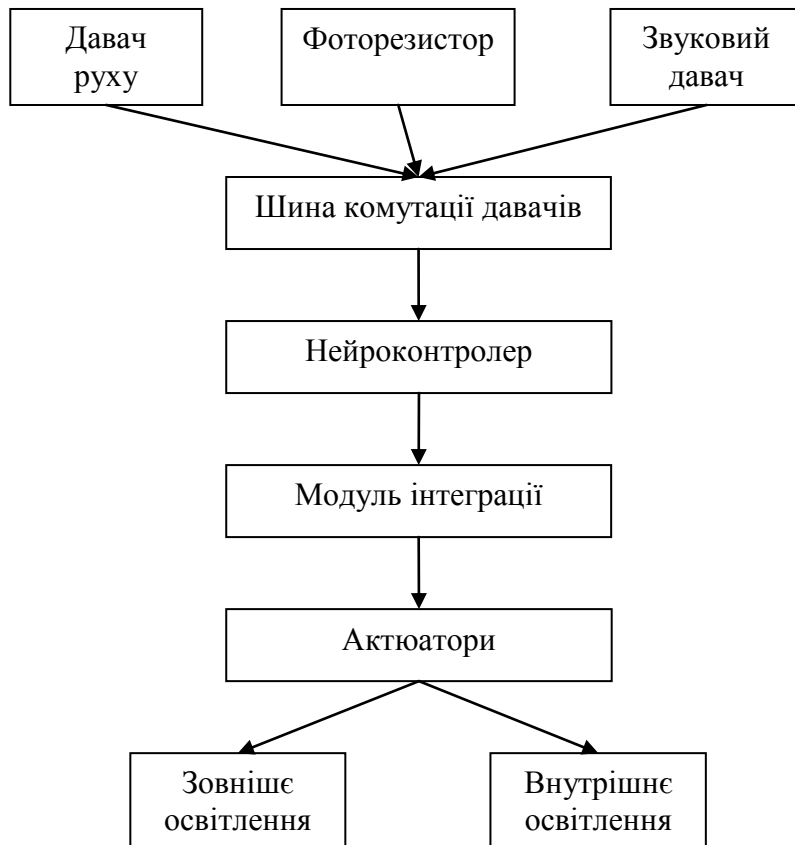 Давач
руху
Фоторезистор
Звуковий
давач
Шина комутації давачів
Нейроконтролер
Модуль інтеграції
Актюатори
Зовнішє
освітлення
Внутрішнє
освітлення